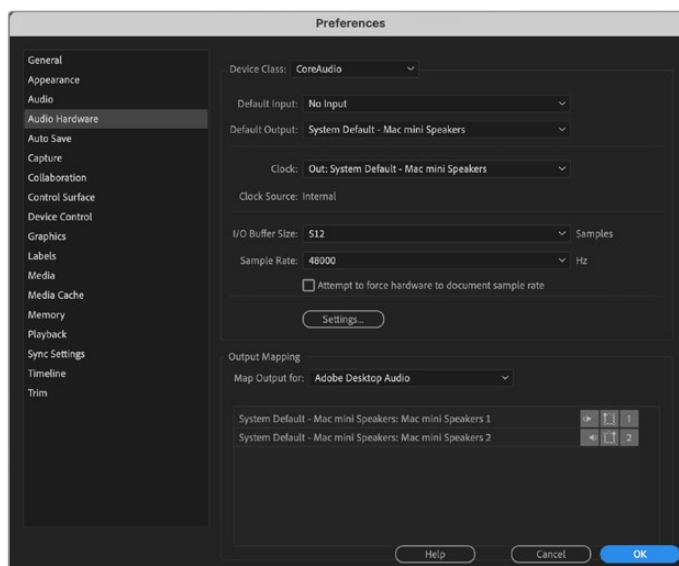 Preferences
General
Appearance
Audio
Audio Hardware
Auto Save
Capture
Collaboration
Control Surface
Device Control
Graphics
Labels
Media
Media Cache
Memory
Playback
Sync Settings
Timeline
Trim
Device Class: CoreAudio
Default Input: No Input
Default Output: System Default - Mac mini Speakers
Clock: Out: System Default - Mac mini Speakers
Clock Source: Internal
I/O Buffer Size: 512 Samples
Sample Rate: 48000 Hz
Attempt to force hardware to document sample rate
Settings...
Output Mapping
Map Output for: Adobe Desktop Audio
System Default - Mac mini Speakers: Mac mini Speakers 1 1
System Default - Mac mini Speakers: Mac mini Speakers 2 2
Help Cancel OK